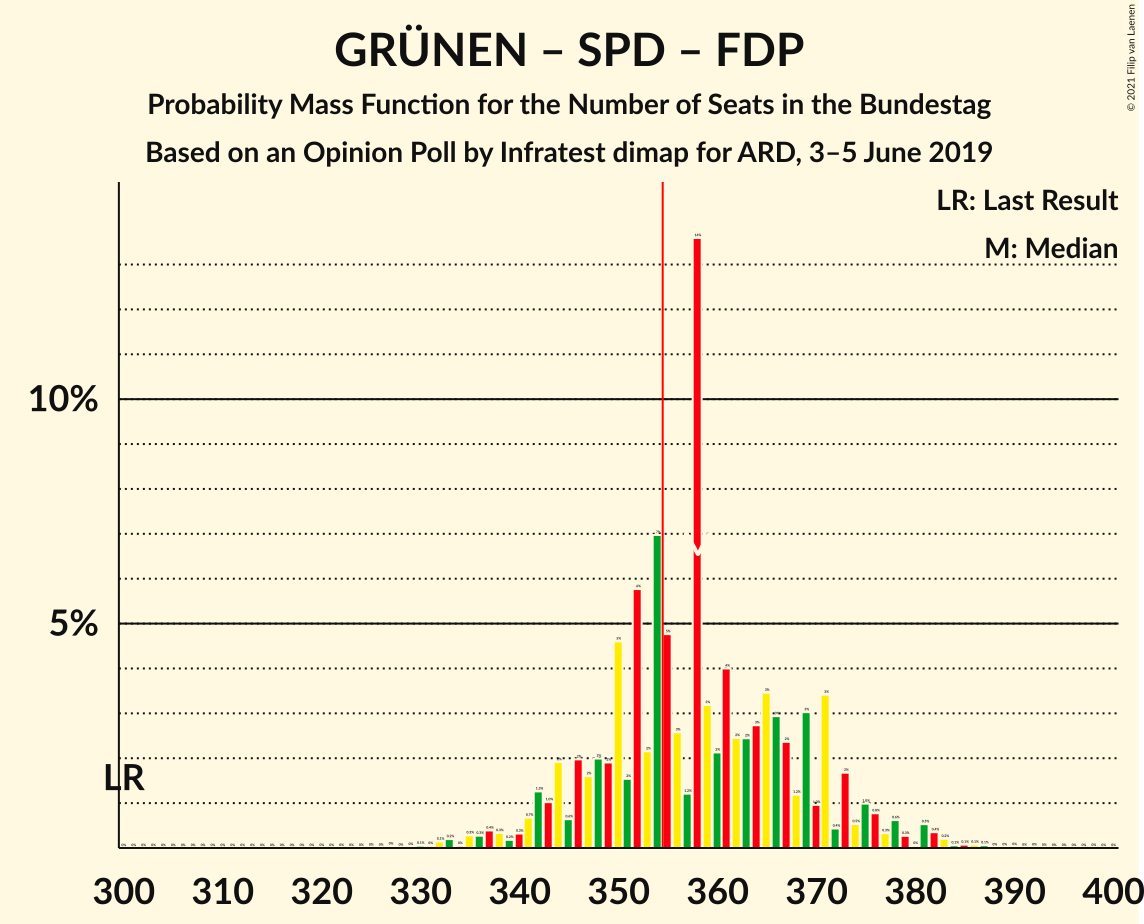 GRÜNEN – SPD – FDP
Probability Mass Function for the Number of Seats in the Bundestag
Based on an Opinion Poll by Infratest dimap for ARD, 3–5 June 2019
© 2021 Filip van Laenen
LR: Last Result
M: Median
10%
5%
LR
300 310 320 330 340 350 360 370 380 390 400